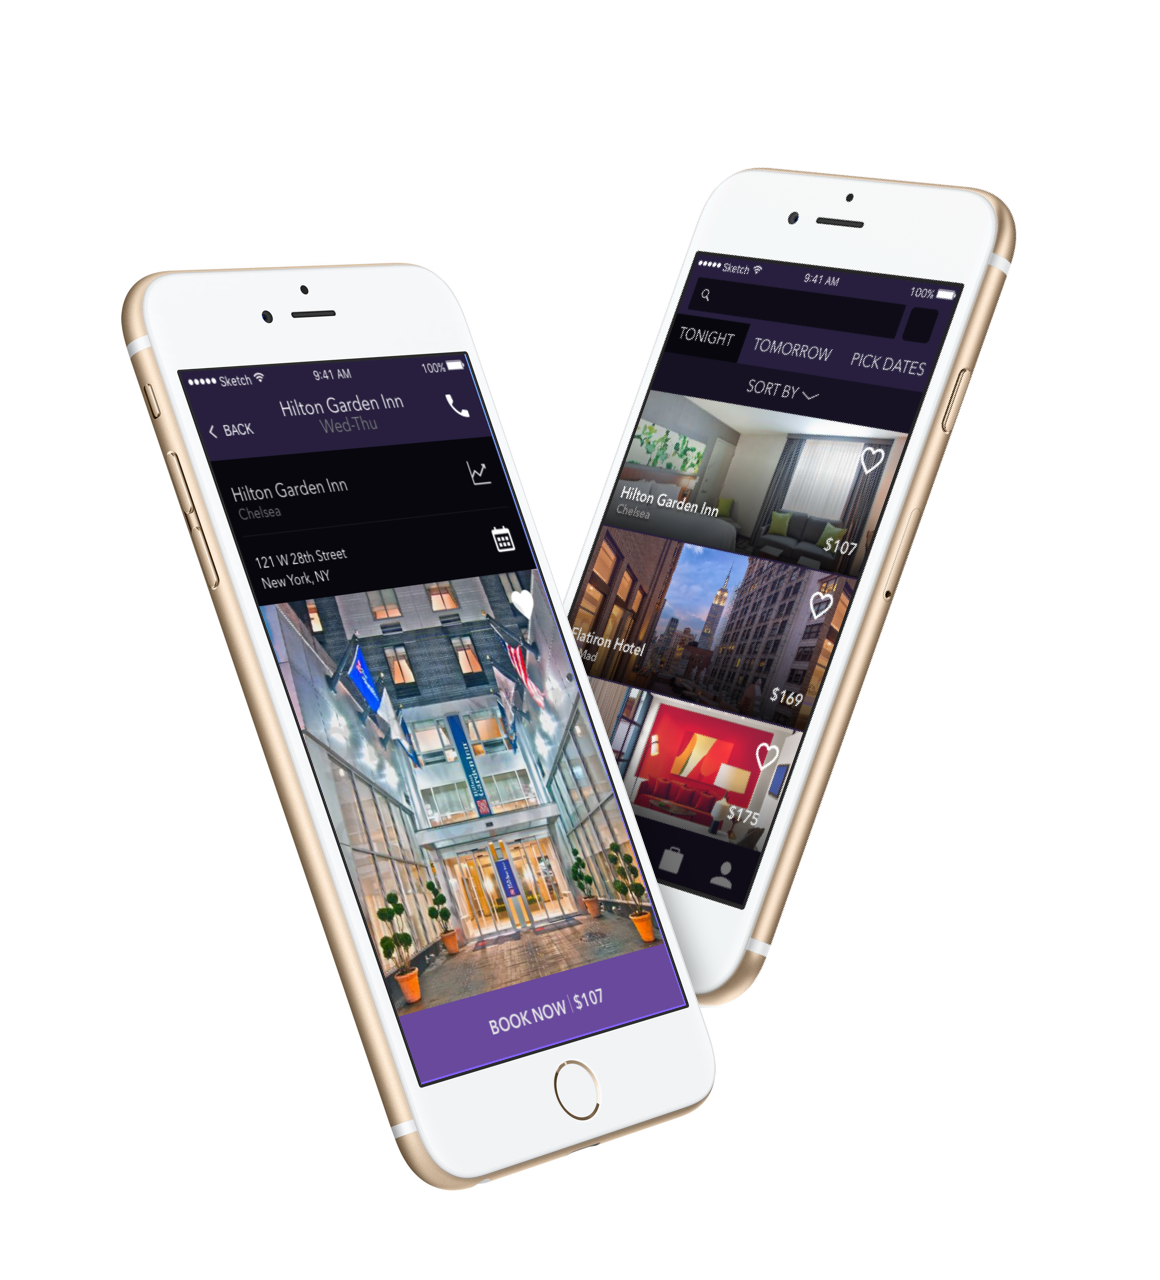 Sketch 9:41 AM 100%
BACK
Hilton Garden Inn
Wed-Thu
Hilton Garden Inn
Chelsea
121 W 28th Street
New York, NY
Garden Inn
BOOK NOW | $107
Sketch 9:41 AM 100%
TONIGHT TOMORROW PICK DATES
SORT BY
Hilton Garden Inn
Chelsea
$107
Flatiron Hotel
Mad
$169
$175